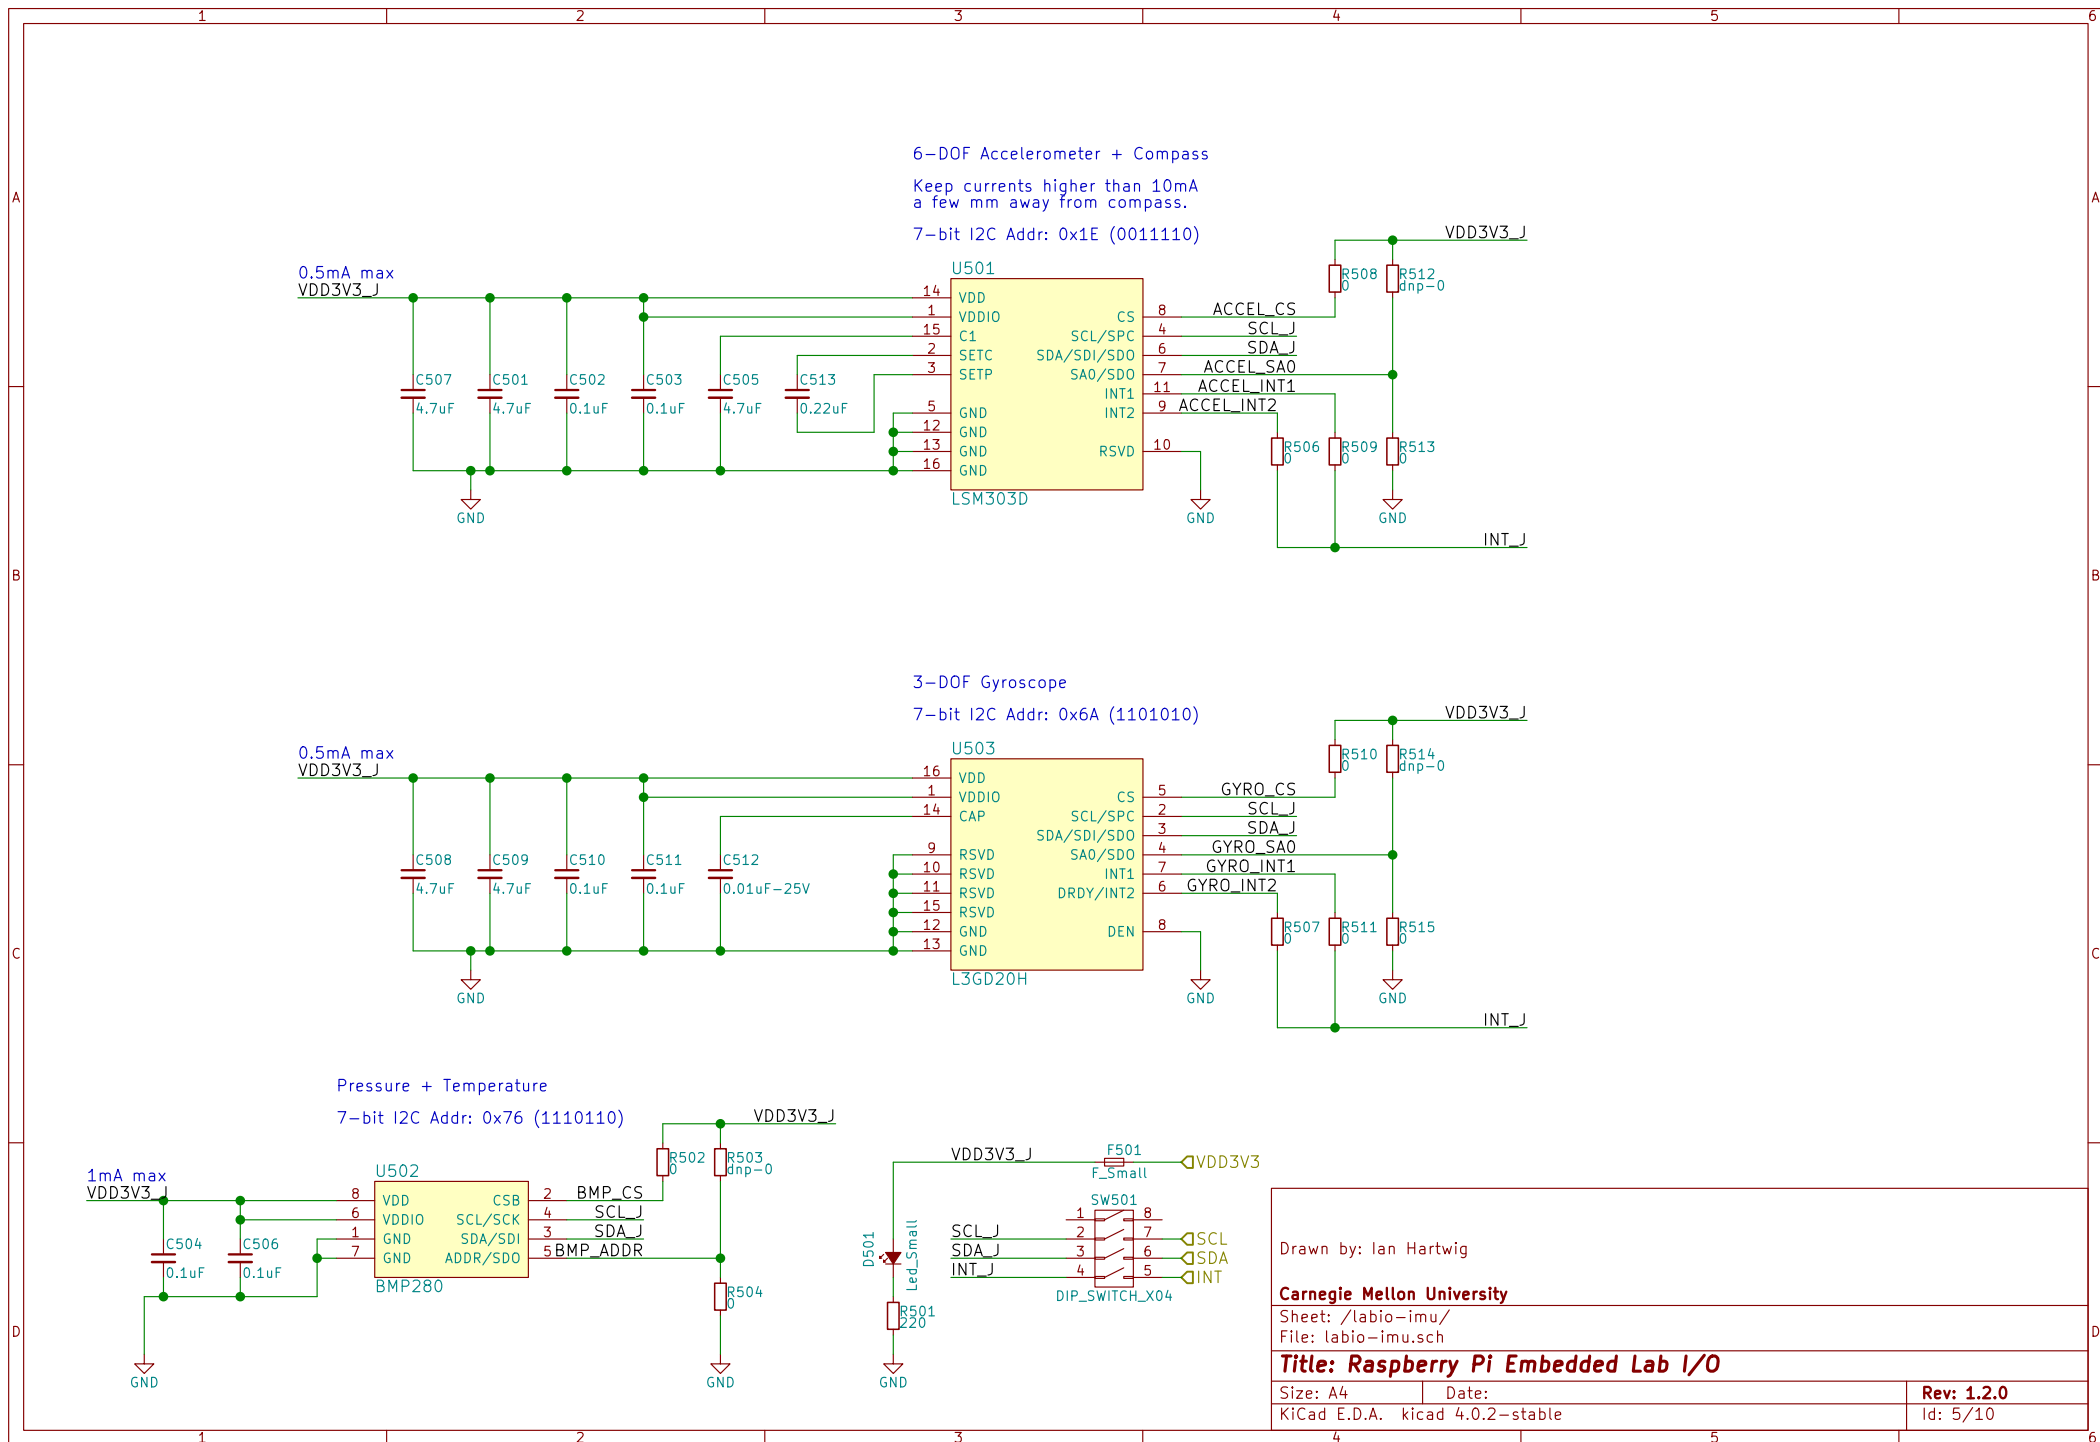 1 2 3 4 5 6
A A
B B
C C
D D
6-DOF Accelerometer + Compass
Keep currents higher than 10mA
a few mm away from compass.
7-bit I2C Addr: 0x1E (0011110)
0.5mA max
VDD3V3_J
C507
4.7uF
C501
4.7uF
C502
0.1uF
C503
0.1uF
C505
4.7uF
C513
0.22uF
GND
U501
14 VDD
1 VDDIO
15 C1
2 SETC
3 SETP
5 GND
12 GND
13 GND
16 GND
CS 8 ACCEL_CS
SCL/SPC 4 SCL_J
SDA/SDI/SDO 6 SDA_J
SA0/SDO 7 ACCEL_SA0
INT1 11 ACCEL_INT1
INT2 9 ACCEL_INT2
RSVD 10
LSM303D
VDD3V3_J
R508
0
R512
dnp-0
R506
0
R509
0
R513
0
GND
GND
INT_J
3-DOF Gyroscope
7-bit I2C Addr: 0x6A (1101010)
0.5mA max
VDD3V3_J
C508
4.7uF
C509
4.7uF
C510
0.1uF
C511
0.1uF
C512
0.01uF-25V
GND
U503
16 VDD
1 VDDIO
14 CAP
9 RSVD
10 RSVD
11 RSVD
15 RSVD
12 GND
13 GND
CS 5 GYRO_CS
SCL/SPC 2 SCL_J
SDA/SDI/SDO 3 SDA_J
SA0/SDO 4 GYRO_SA0
INT1 7 GYRO_INT1
DRDY/INT2 6 GYRO_INT2
DEN 8
L3GD20H
VDD3V3_J
R510
0
R514
dnp-0
R507
0
R511
0
R515
0
GND
GND
INT_J
Pressure + Temperature
7-bit I2C Addr: 0x76 (1110110)
1mA max
VDD3V3_J
C504
0.1uF
C506
0.1uF
GND
U502
8 VDD
6 VDDIO
1 GND
7 GND
CSB 2 BMP_CS
SCL/SCK 4 SCL_J
SDA/SDI 3 SDA_J
ADDR/SDO 5 BMP_ADDR
BMP280
VDD3V3_J
R502
0
R503
dnp-0
R504
0
GND
VDD3V3_J
F501
F_Small
VDD3V3
D501
Led_Small
R501
220
GND
SW501
1 8
SCL_J 2 7 SCL
SDA_J 3 6 SDA
INT_J 4 5 INT
DIP_SWITCH_X04
Drawn by: Ian Hartwig
Carnegie Mellon University
Sheet: /labio-imu/
File: labio-imu.sch
Title: Raspberry Pi Embedded Lab I/O
Size: A4 Date: Rev: 1.2.0
KiCad E.D.A. kicad 4.0.2-stable Id: 5/10
1 2 3 4 5 6